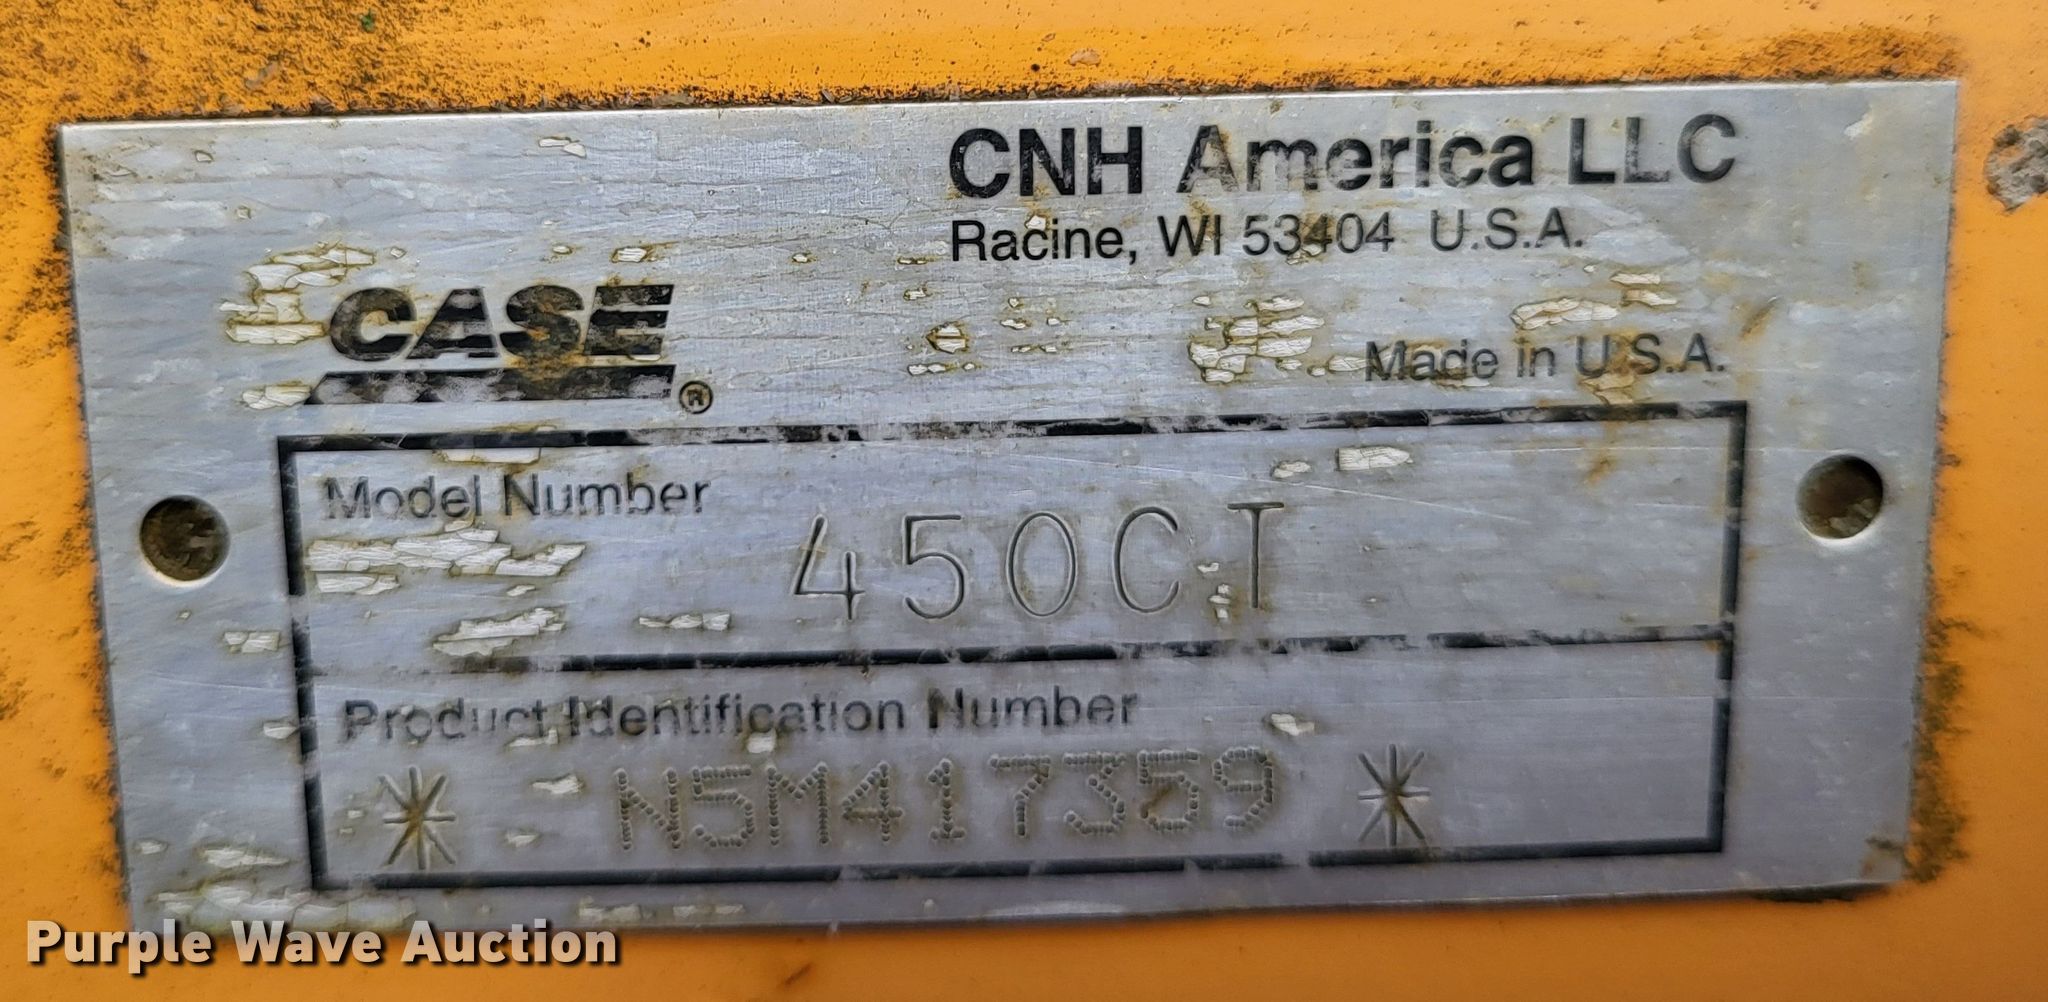 CNH America LLC
Racine, WI 53404 U.S.A.
CASE ®
Made in U.S.A.
Model Number
450CT
Product Identification Number
* N5M417359 *
Purple Wave Auction